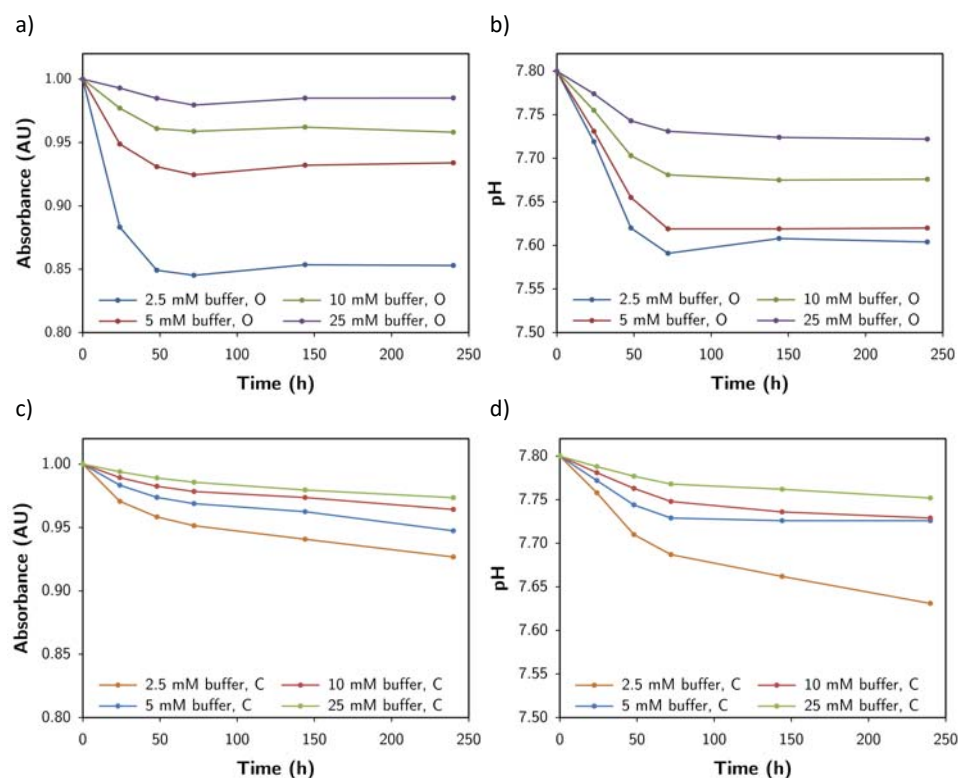 a)
1.00
0.95
0.90
0.85
0.80
Absorbance (AU)
2.5 mM buffer, O
10 mM buffer, O
5 mM buffer, O
25 mM buffer, O
0 50 100 150 200 250
Time (h)
b)
7.80
7.75
7.70
7.65
7.60
7.55
7.50
pH
2.5 mM buffer, O
10 mM buffer, O
5 mM buffer, O
25 mM buffer, O
0 50 100 150 200 250
Time (h)
c)
1.00
0.95
0.90
0.85
0.80
Absorbance (AU)
2.5 mM buffer, C
10 mM buffer, C
5 mM buffer, C
25 mM buffer, C
0 50 100 150 200 250
Time (h)
d)
7.80
7.75
7.70
7.65
7.60
7.55
7.50
pH
2.5 mM buffer, C
10 mM buffer, C
5 mM buffer, C
25 mM buffer, C
0 50 100 150 200 250
Time (h)